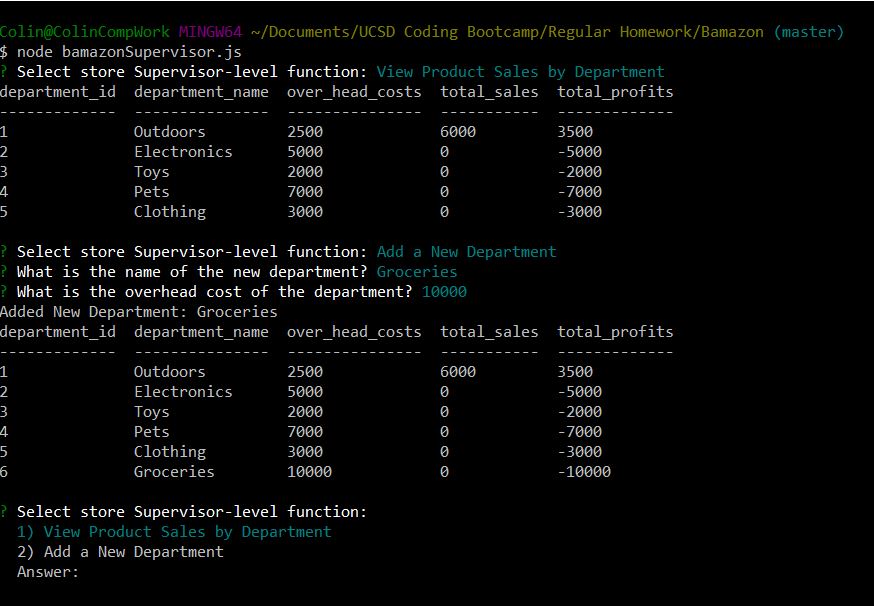 Colin@ColinCompWork MINGW64 ~/Documents/UCSD Coding Bootcamp/Regular Homework/Bamazon (master)
$ node bamazonSupervisor.js
? Select store Supervisor-level function: View Product Sales by Department
department_id  department_name  over_head_costs  total_sales  total_profits
-------------  ---------------  ---------------  -----------  -------------
1              Outdoors         2500             6000         3500
2              Electronics      5000             0            -5000
3              Toys             2000             0            -2000
4              Pets             7000             0            -7000
5              Clothing         3000             0            -3000
? Select store Supervisor-level function: Add a New Department
? What is the name of the new department? Groceries
? What is the overhead cost of the department? 10000
Added New Department: Groceries
department_id  department_name  over_head_costs  total_sales  total_profits
-------------  ---------------  ---------------  -----------  -------------
1              Outdoors         2500             6000         3500
2              Electronics      5000             0            -5000
3              Toys             2000             0            -2000
4              Pets             7000             0            -7000
5              Clothing         3000             0            -3000
6              Groceries        10000            0            -10000
? Select store Supervisor-level function:
  1) View Product Sales by Department
  2) Add a New Department
  Answer: